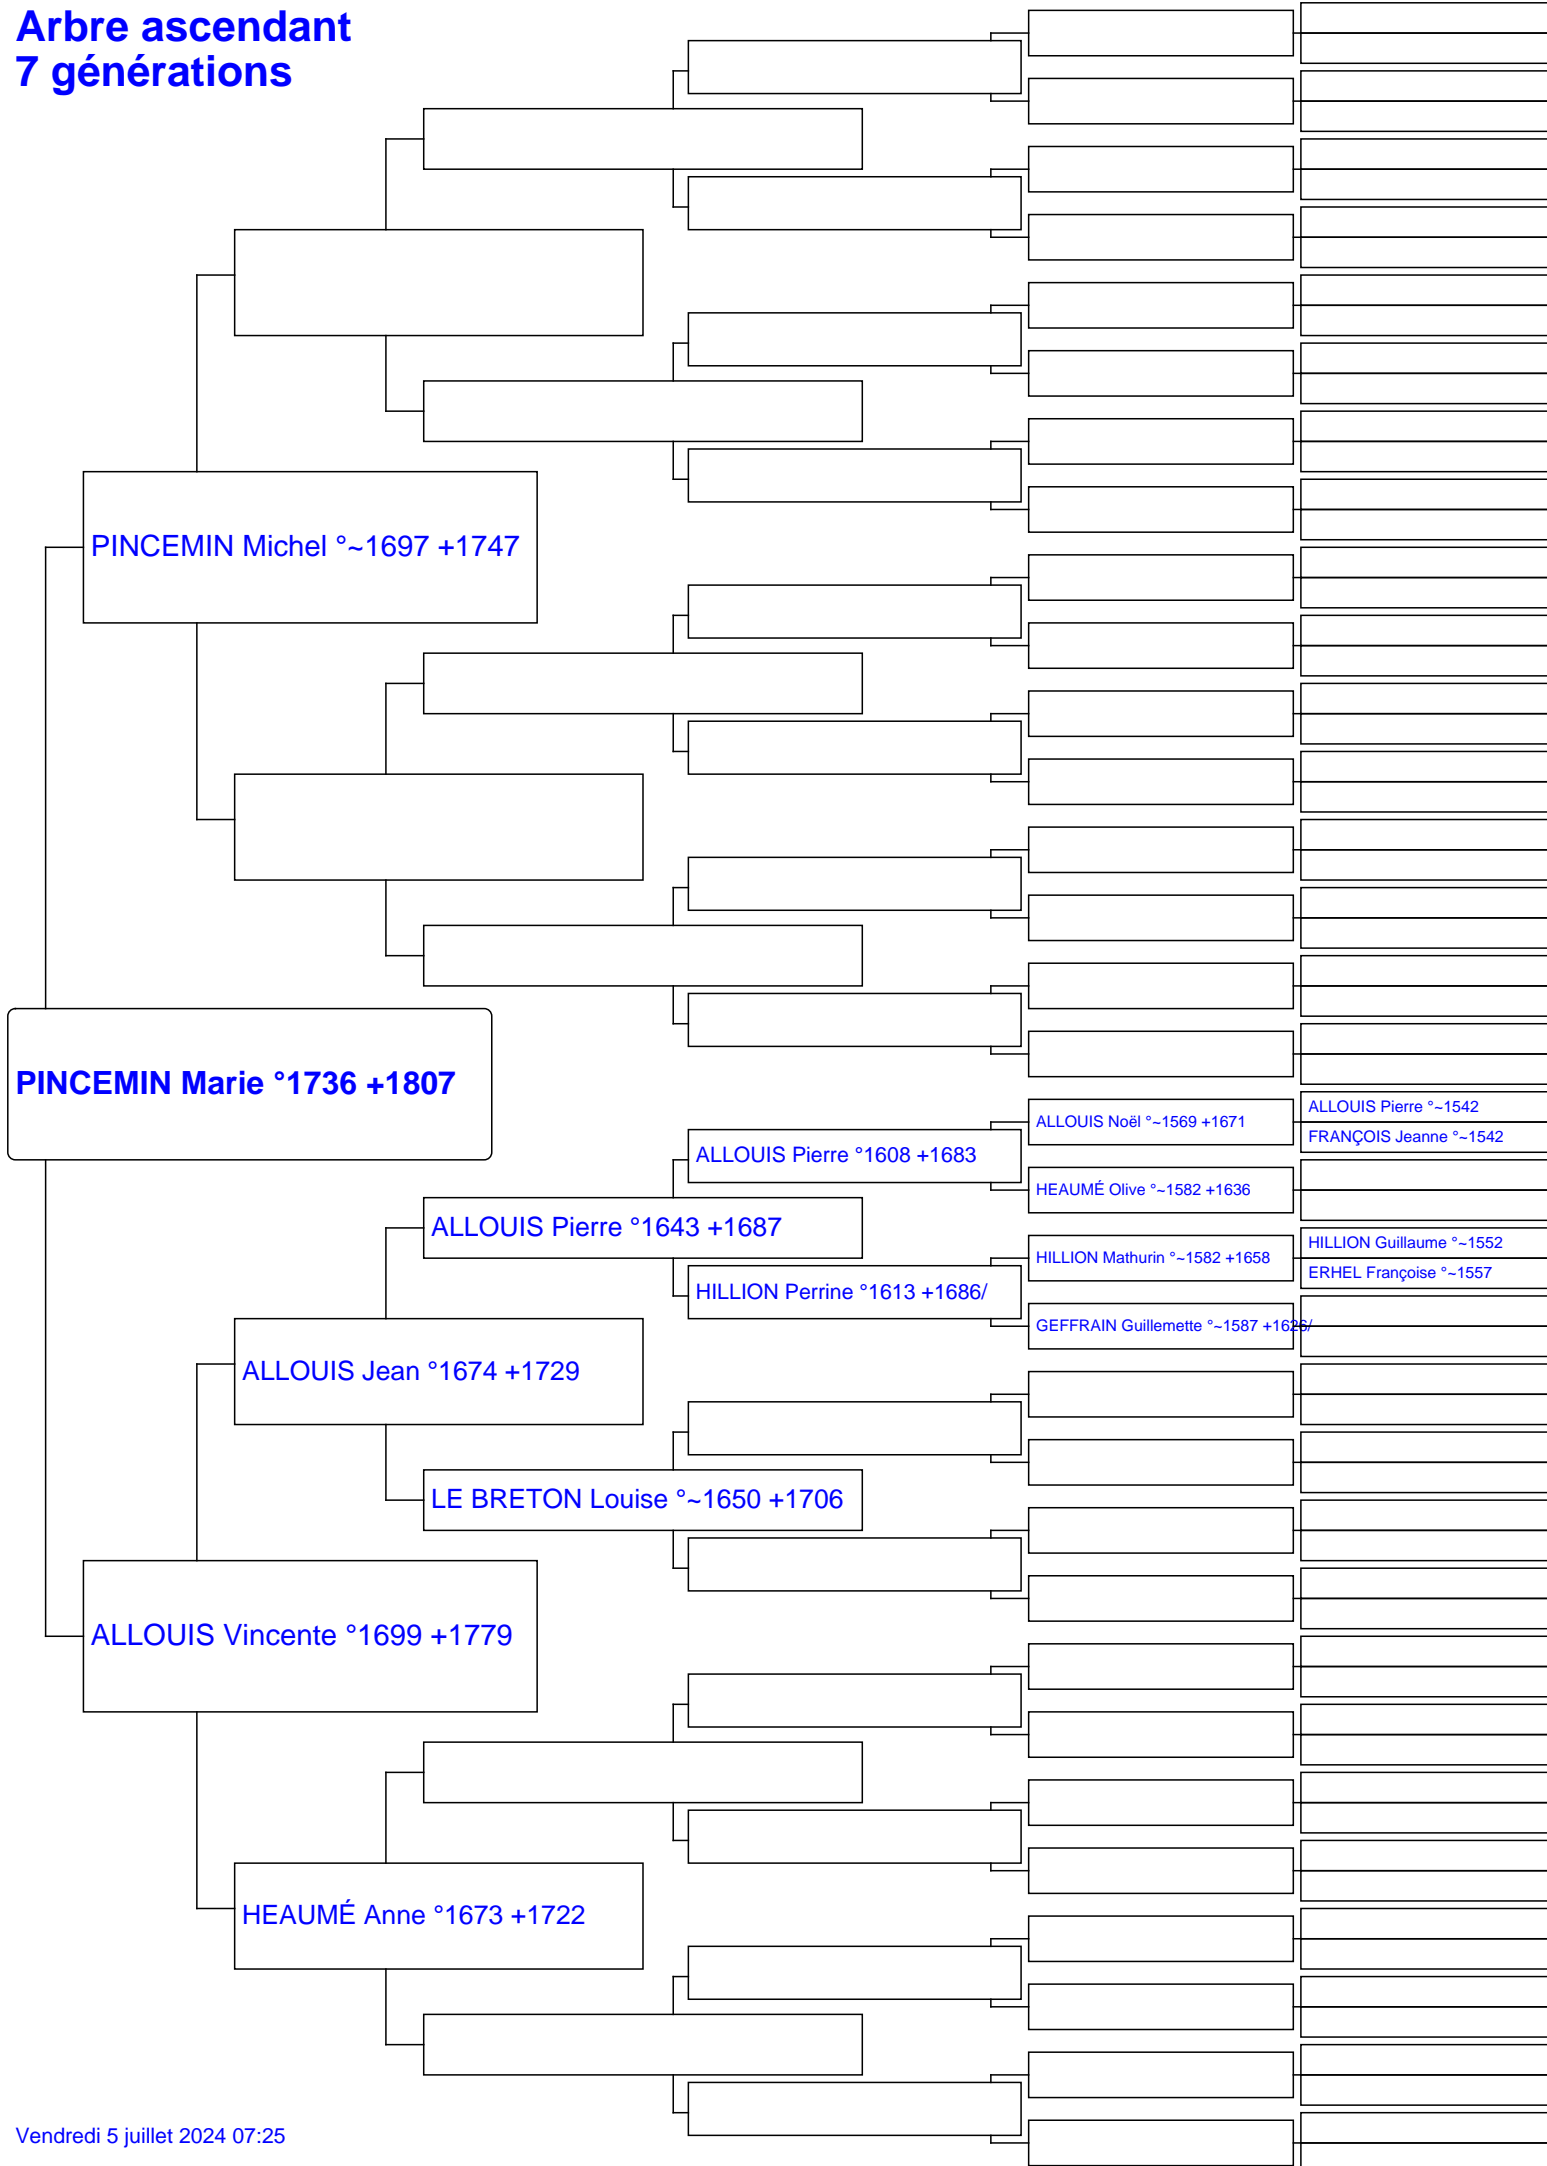 Arbre ascendant
7 générations
PINCEMIN Michel °~1697 +1747
PINCEMIN Marie °1736 +1807
ALLOUIS Noël °~1569 +1671
ALLOUIS Pierre °~1542
FRANÇOIS Jeanne °~1542
ALLOUIS Pierre °1608 +1683
HEAUMÉ Olive °~1582 +1636
ALLOUIS Pierre °1643 +1687
HILLION Mathurin °~1582 +1658
HILLION Guillaume °~1552
ERHEL Françoise °~1557
HILLION Perrine °1613 +1686/
GEFFRAIN Guillemette °~1587 +1626/
ALLOUIS Jean °1674 +1729
LE BRETON Louise °~1650 +1706
ALLOUIS Vincente °1699 +1779
HEAUMÉ Anne °1673 +1722
Vendredi 5 juillet 2024 07:25